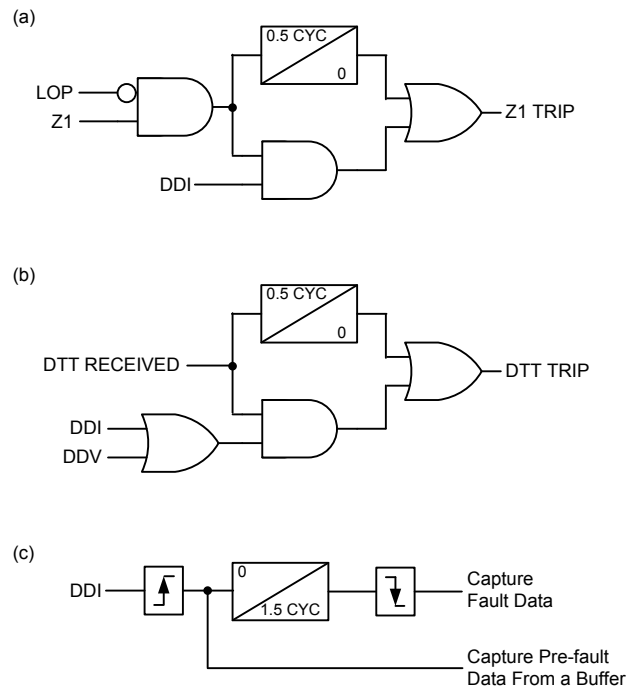 (a)
0.5 CYC
0
LOP
Z1
Z1 TRIP
DDI
(b)
0.5 CYC
0
DTT RECEIVED
DTT TRIP
DDI
DDV
(c)
DDI
0
1.5 CYC
Capture
Fault Data
Capture Pre-fault
Data From a Buffer